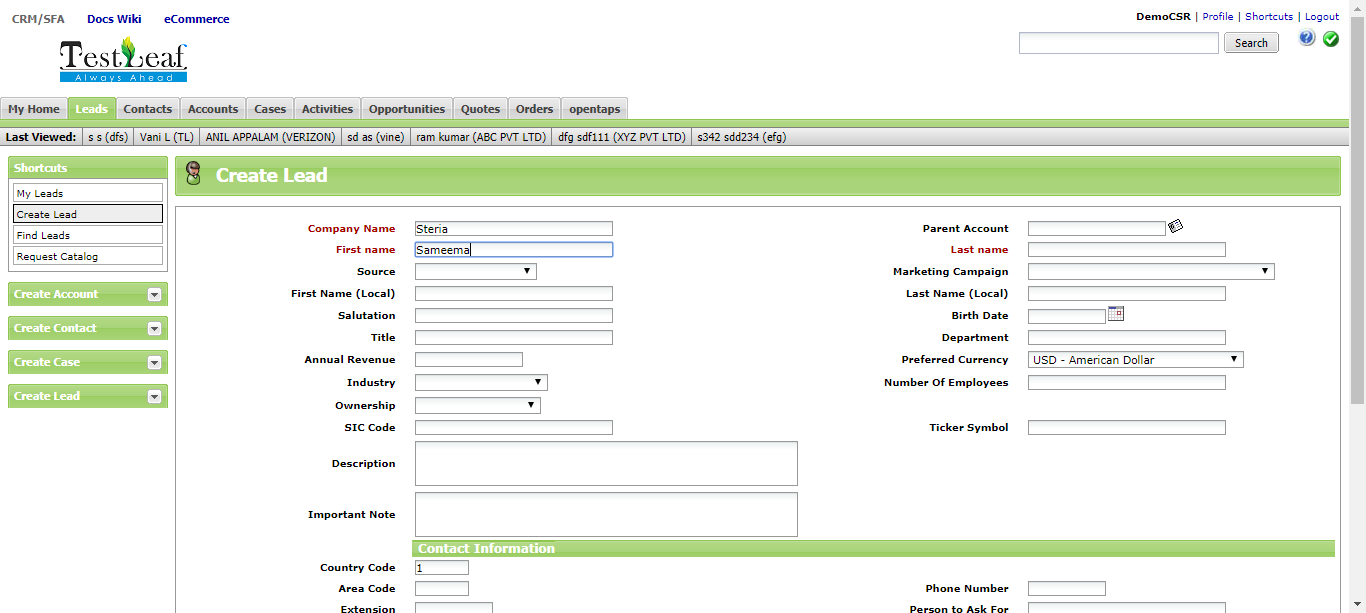 CRM/SFA Docs Wiki eCommerce
DemoCSR | Profile | Shortcuts | Logout
TestLeaf
Always Ahead
Search
My Home Leads Contacts Accounts Cases Activities Opportunities Quotes Orders opentaps
Last Viewed: s s (dfs) Vani L (TL) ANIL APPALAM (VERIZON) sd as (vine) ram kumar (ABC PVT LTD) dfg sdf111 (XYZ PVT LTD) s342 sdd234 (efg)
Shortcuts
My Leads
Create Lead
Find Leads
Request Catalog
Create Account
Create Contact
Create Case
Create Lead
Create Lead
Company Name Steria Parent Account
First name Sameema Last name
Source Marketing Campaign
First Name (Local) Last Name (Local)
Salutation Birth Date
Title Department
Annual Revenue Preferred Currency USD - American Dollar
Industry Number Of Employees
Ownership
SIC Code Ticker Symbol
Description
Important Note
Contact Information
Country Code 1
Area Code Phone Number
Extension Person to Ask For